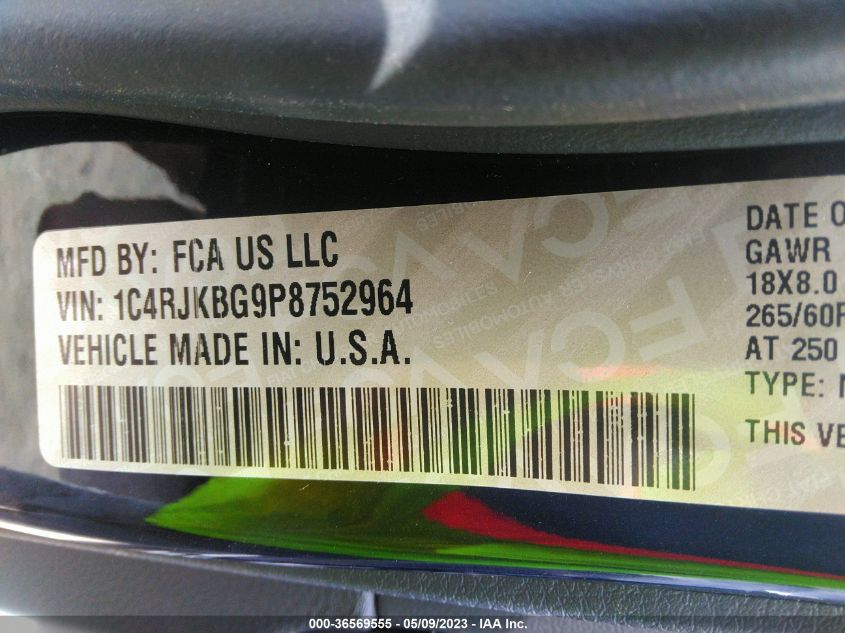 MFD BY: FCA US LLC
VIN: 1C4RJKBG9P8752964
VEHICLE MADE IN: U.S.A.
DATE O
GAWR
18X8.0
265/60R
AT 250
TYPE:
THIS VE
000-36569555 - 05/09/2023 - IAA Inc.